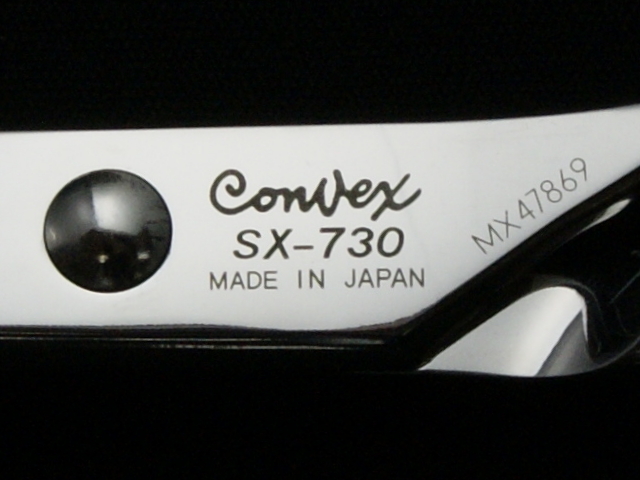 Convex
SX-730
MADE IN JAPAN
MX47869